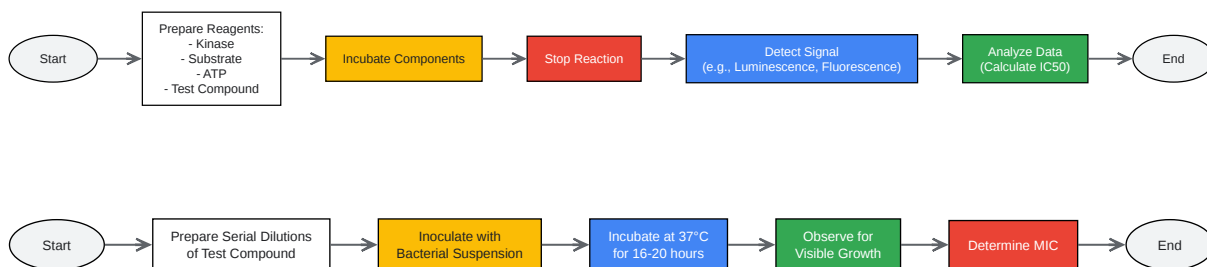 Start
Prepare Reagents:
- Kinase
- Substrate
- ATP
- Test Compound
Incubate Components
Stop Reaction
Detect Signal
(e.g., Luminescence, Fluorescence)
Analyze Data
(Calculate IC50)
End
Start
Prepare Serial Dilutions
of Test Compound
Inoculate with
Bacterial Suspension
Incubate at 37°C
for 16-20 hours
Observe for
Visible Growth
Determine MIC
End